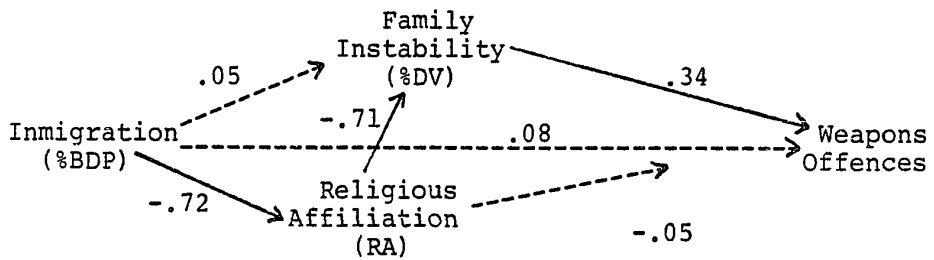 Family
Instability
(%DV)
.05
.34
-.71
.08
Inmigration
(%BDP)
Weapons
Offences
-.72
Religious
Affiliation
(RA)
-.05